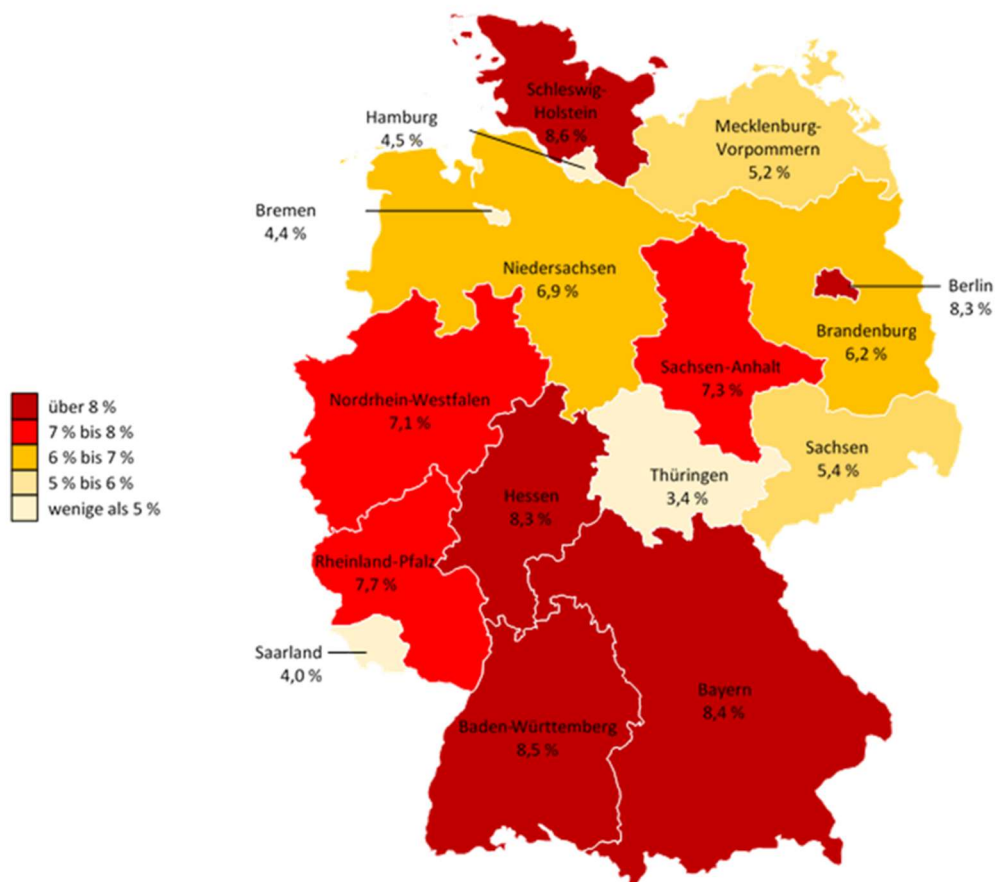 Schleswig-
Holstein
8,6 %
Hamburg
4,5 %
Mecklenburg-
Vorpommern
5,2 %
Bremen
4,4 %
Niedersachsen
6,9 %
Berlin
8,3 %
Brandenburg
6,2 %
Sachsen-Anhalt
7,3 %
Nordrhein-Westfalen
7,1 %
über 8 %
7 % bis 8 %
6 % bis 7 %
5 % bis 6 %
wenige als 5 %
Sachsen
5,4 %
Thüringen
3,4 %
Hessen
8,3 %
Rheinland-Pfalz
7,7 %
Saarland
4,0 %
Bayern
8,4 %
Baden-Württemberg
8,5 %